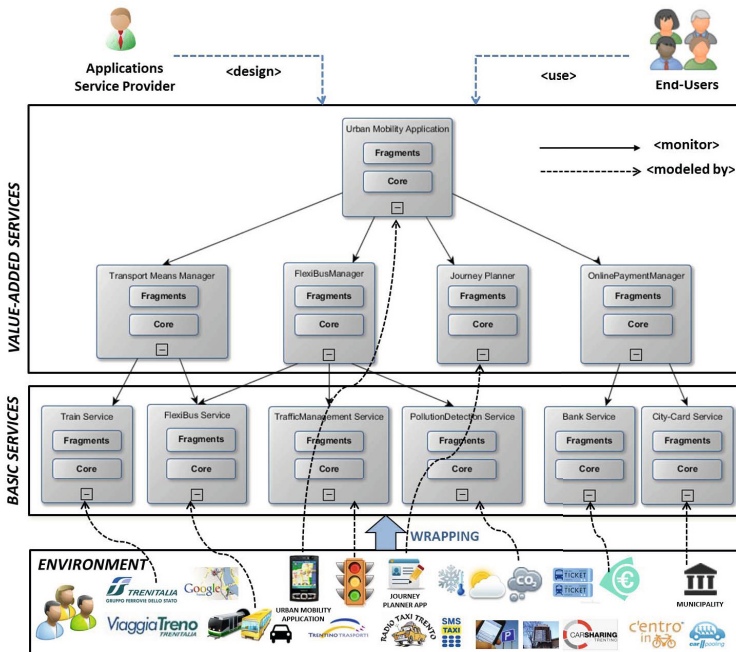 Applications
Service Provider
<design>
<use>
End-Users
VALUE-ADDED SERVICES
Urban Mobility Application
Fragments
Core
<monitor>
<modeled by>
Transport Means Manager
Fragments
Core
FlexiBusManager
Fragments
Core
Journey Planner
Fragments
Core
OnlinePaymentManager
Fragments
Core
BASIC SERVICES
Train Service
Fragments
Core
FlexiBus Service
Fragments
Core
TrafficManagement Service
Fragments
Core
PollutionDetection Service
Fragments
Core
Bank Service
Fragments
Core
City-Card Service
Fragments
Core
WRAPPING
ENVIRONMENT
TRENITALIA
GRUPPO FERROVIE DELLO STATO
Google
ViaggiaTreno
TRENITALIA
URBAN MOBILITY
APPLICATION
TRENTINO TRASPORTI
JOURNEY
PLANNER APP
RADIO TAXI TRENTO
SMS
TAXI
CO2
TICKET
TICKET
€
P
CARSHARING
TRENTINO
MUNICIPALITY
c'entro
in
car pooling